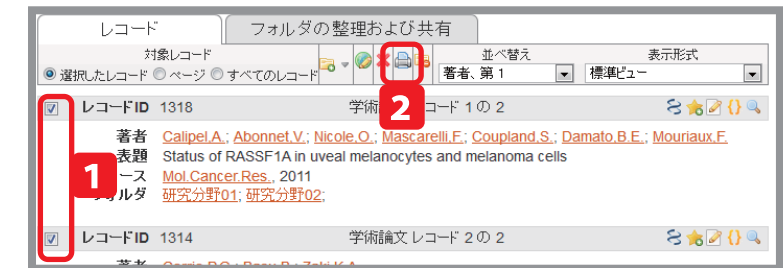 レコード フォルダの整理および共有
対象レコード 並べ替え 表示形式
選択したレコード ページ すべてのレコード 著者、第 1 標準ビュー
2
レコードID 1318 学術 コード 1 の 2
著者 Calipel,A.; Abonnet,V.; Nicole,O.; Mascarelli,F.; Coupland,S.; Damato,B.E.; Mouriaux,F.
表題 Status of RASSF1A in uveal melanocytes and melanoma cells
1
ース Mol.Cancer.Res., 2011
ルダ 研究分野01; 研究分野02;
レコードID 1314 学術論文 レコード 2 の 2